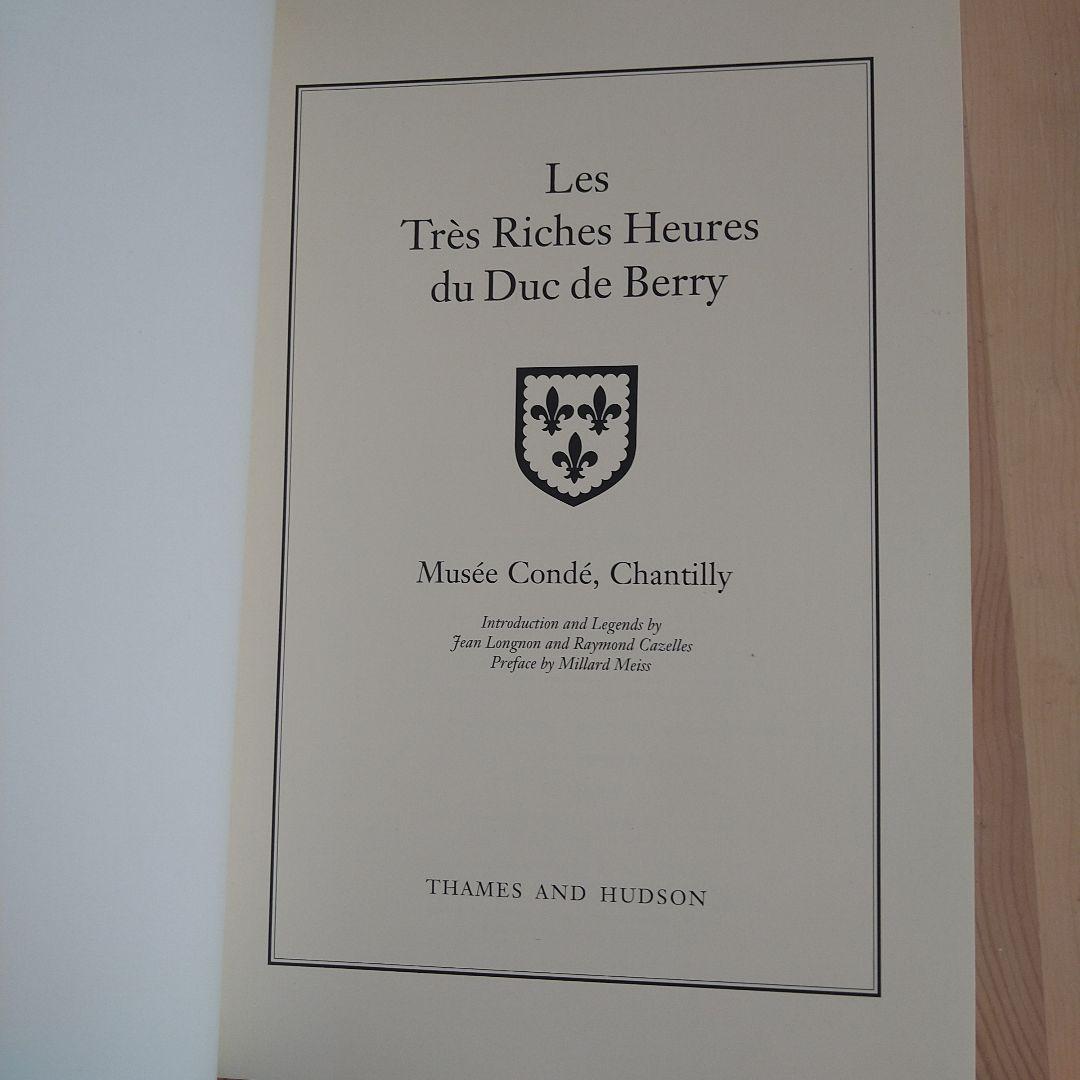 Les
Très Riches Heures
du Duc de Berry
Musée Condé, Chantilly
Introduction and Legends by
Jean Longnon and Raymond Cazelles
Preface by Millard Meiss
THAMES AND HUDSON